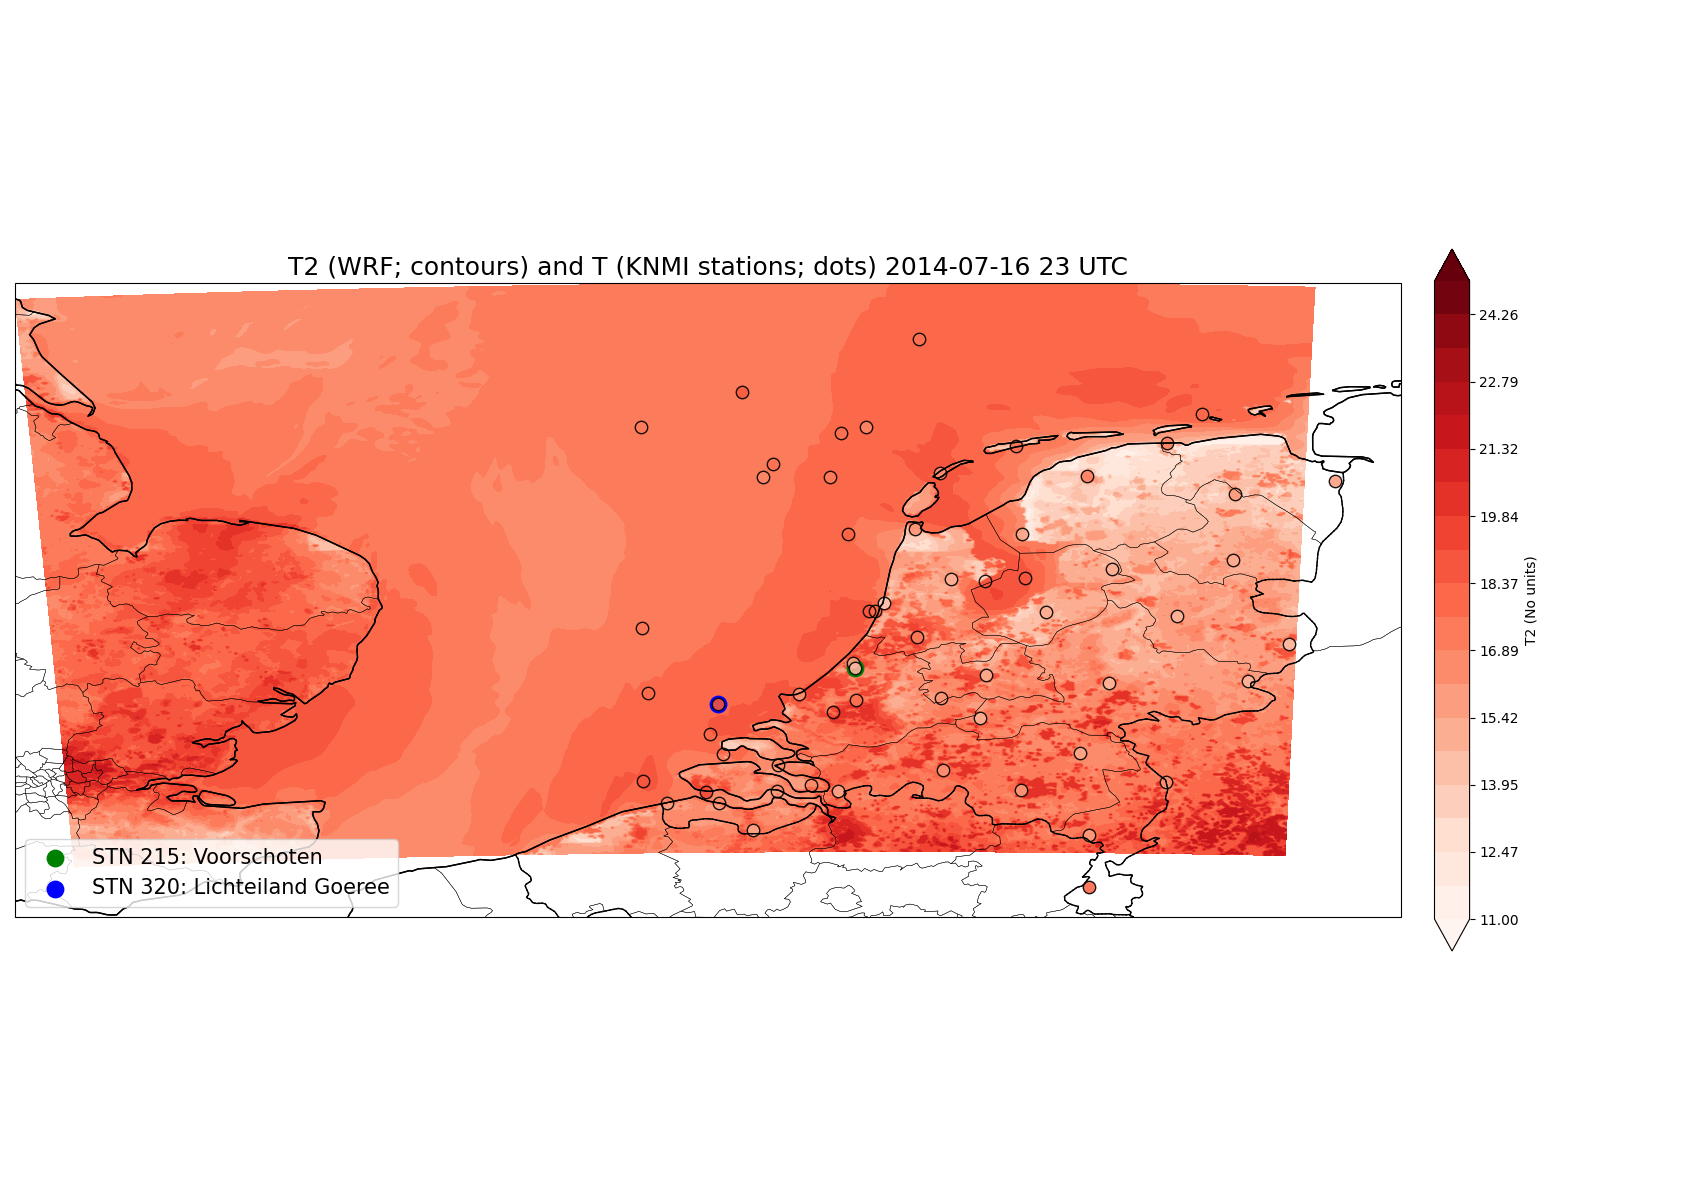 T2 (WRF; contours) and T (KNMI stations; dots) 2014-07-16 23 UTC
24.26
22.79
21.32
19.84
18.37
16.89
15.42
13.95
12.47
11.00
T2 (No units)
STN 215: Voorschoten
STN 320: Lichteiland Goeree